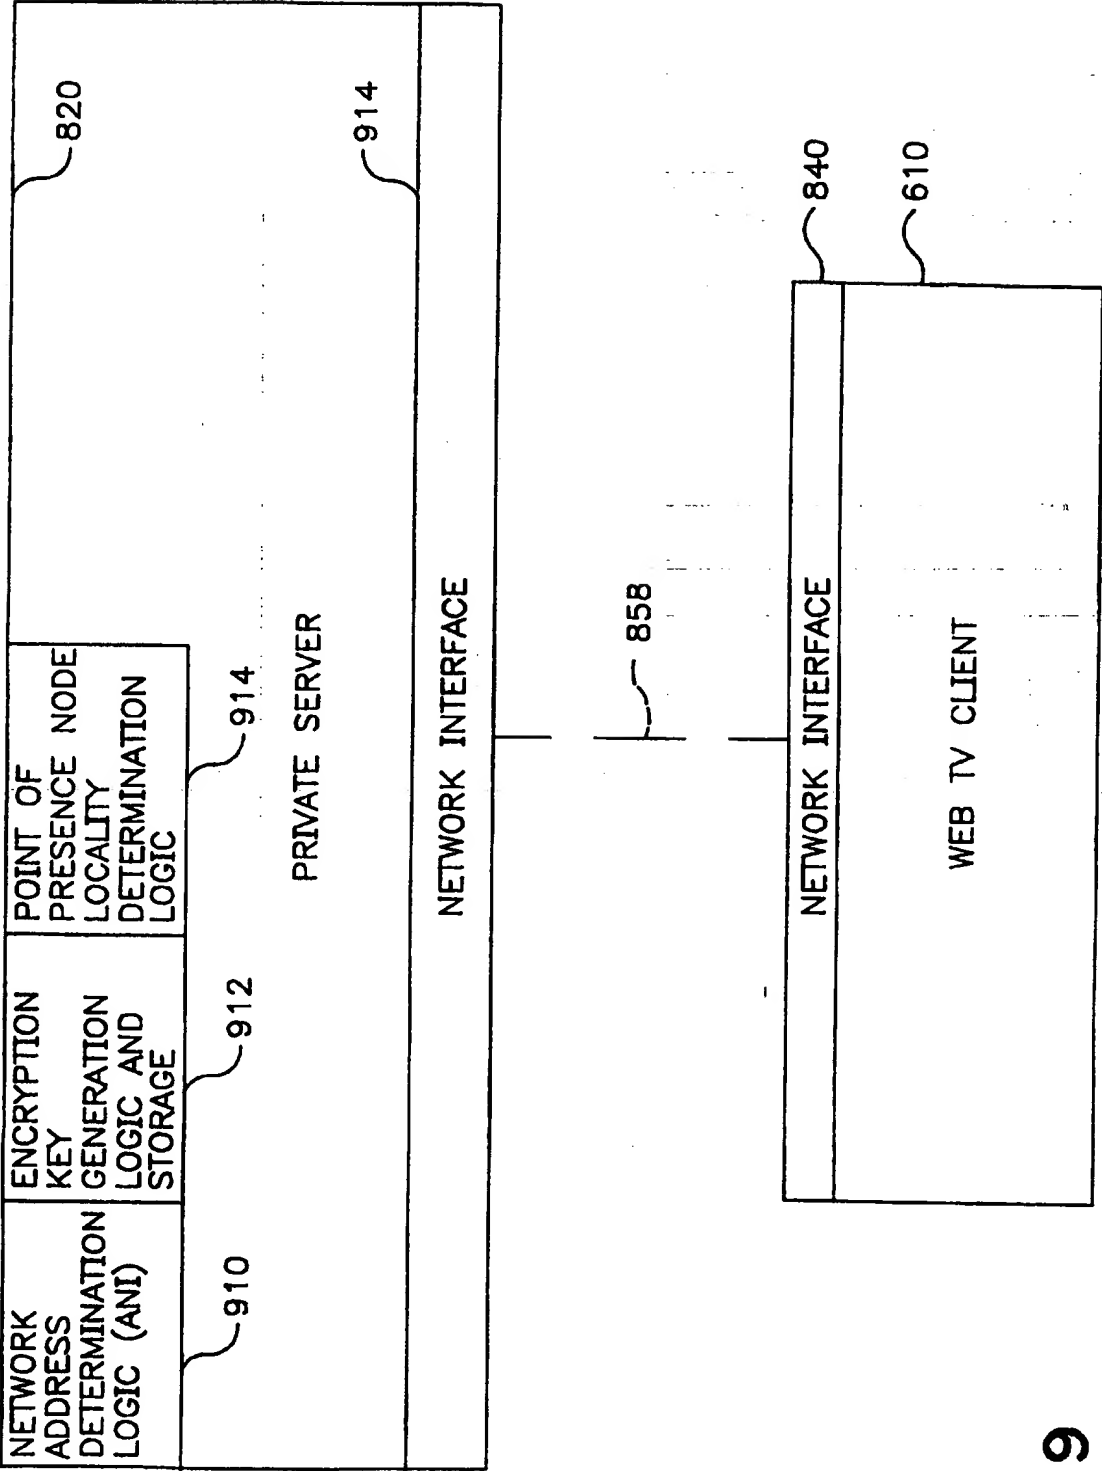 NETWORK
ADDRESS
DETERMINATION
LOGIC (ANI)
910
ENCRYPTION
KEY
GENERATION
LOGIC AND
STORAGE
912
POINT OF
PRESENCE NODE
LOCALITY
DETERMINATION
LOGIC
914
820
PRIVATE SERVER
914
NETWORK INTERFACE
858
NETWORK INTERFACE
840
WEB TV CLIENT
610
9